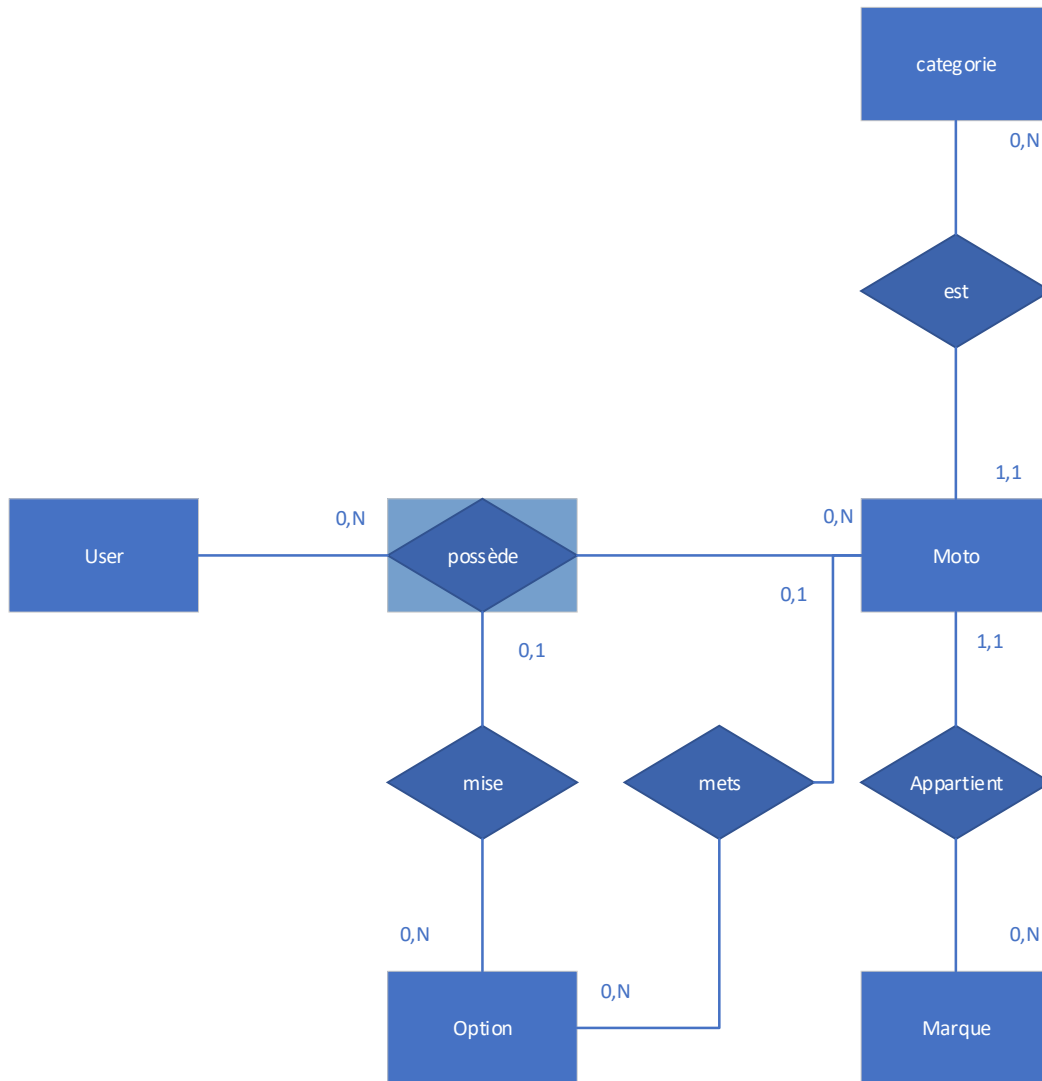 categorie
0,N
est
1,1
0,N
0,N
User
possède
Moto
0,1
1,1
0,1
mise
mets
Appartient
0,N
0,N
0,N
Option
Marque